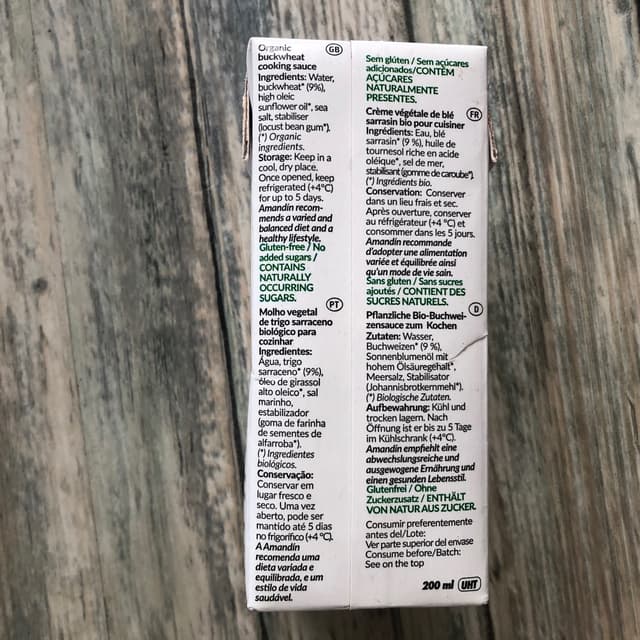 Organic
buckwheat
cooking sauce
GB
Ingredients: Water,
buckwheat* (9%),
high oleic
sunflower oil*, sea
salt, stabiliser
(locust bean gum*).
(*) Organic
ingredients.
Storage: Keep in a
cool, dry place.
Once opened, keep
refrigerated (+4ºC)
for up to 5 days.
Amandín recom-
mends a varied and
balanced diet and a
healthy lifestyle.
Gluten-free / No
added sugars /
CONTAINS
NATURALLY
OCCURRING
SUGARS.
PT
Molho vegetal
de trigo sarraceno
biológico para
cozinhar
Ingredientes:
Água, trigo
sarraceno* (9%),
óleo de girassol
alto oleico*, sal
marinho,
estabilizador
(goma de farinha
de sementes de
alfarroba*).
(*) Ingredientes
biológicos.
Conservação:
Conservar em
lugar fresco e
seco. Uma vez
aberto, pode ser
mantido até 5 dias
no frigorífico (+4 ºC).
A Amandín
recomenda uma
dieta variada e
equilibrada, e um
estilo de vida
saudável.
Sem glúten / Sem açúcares
adicionados/CONTÉM
AÇÚCARES
NATURALMENTE
PRESENTES.
FR
Crème végétale de blé
sarrasin bio pour cuisiner
Ingrédients: Eau, blé
sarrasin* (9 %), huile de
tournesol riche en acide
oléique*, sel de mer,
stabilisant (gomme de caroube*).
(*) Ingrédients bio.
Conservation: Conserver
dans un lieu frais et sec.
Après ouverture, conserver
au réfrigérateur (+4 ºC) et
consommer dans les 5 jours.
Amandín recommande
d'adopter une alimentation
variée et équilibrée ainsi
qu'un mode de vie sain.
Sans gluten / Sans sucres
ajoutés / CONTIENT DES
SUCRES NATURELS.
D
Pflanzliche Bio-Buchwei-
zensauce zum Kochen
Zutaten: Wasser,
Buchweizen* (9 %),
Sonnenblumenöl mit
hohem Ölsäuregehalt*,
Meersalz, Stabilisator
(Johannisbrotkernmehl*).
(*) Biologische Zutaten.
Aufbewahrung: Kühl und
trocken lagern. Nach
Öffnung ist er bis zu 5 Tage
im Kühlschrank (+4ºC).
Amandín empfiehlt eine
abwechslungsreiche und
ausgewogene Ernährung und
einen gesunden Lebensstil.
Glutenfrei / Ohne
Zuckerzusatz / ENTHÄLT
VON NATUR AUS ZUCKER.
Consumir preferentemente
antes del/Lote:
Ver parte superior del envase
Consume before/Batch:
See on the top
200 ml UHT